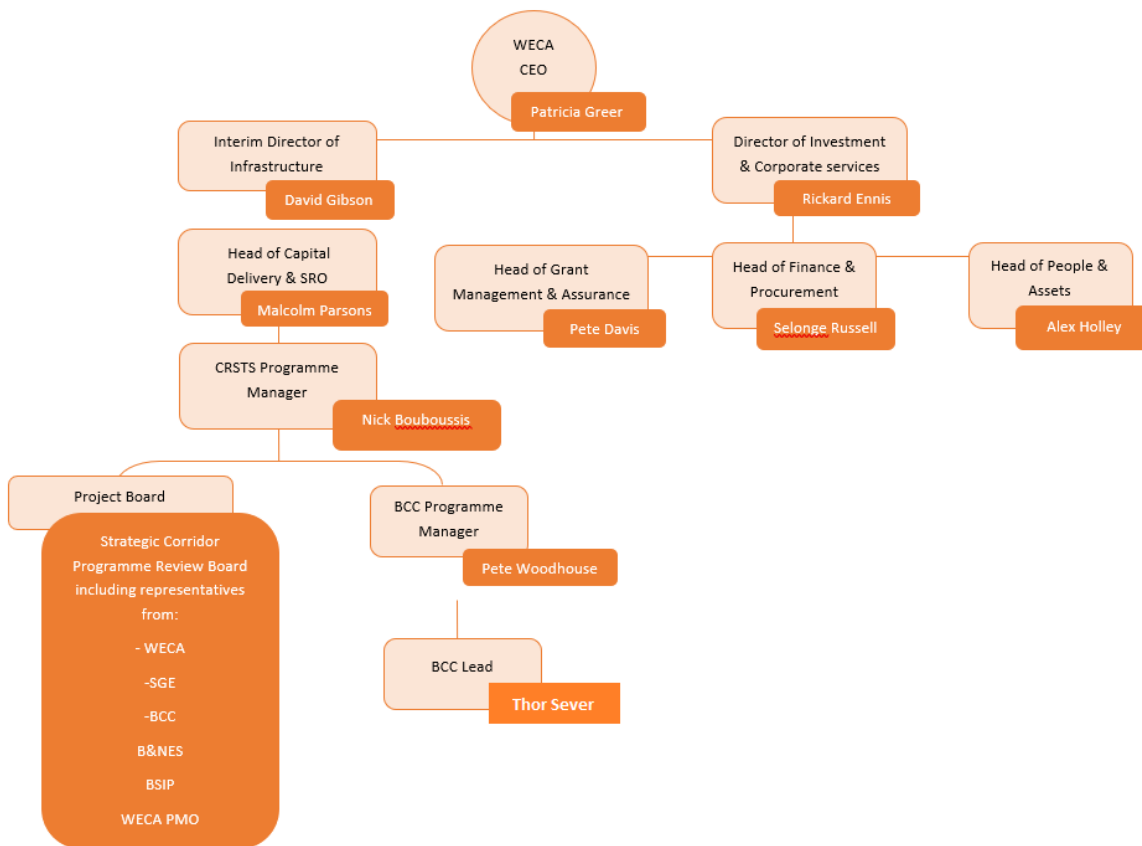 WECA
CEO
Patricia Greer
Interim Director of
Infrastructure
David Gibson
Director of Investment
& Corporate services
Rickard Ennis
Head of Capital
Delivery & SRO
Malcolm Parsons
Head of Grant
Management & Assurance
Pete Davis
Head of Finance &
Procurement
Selonge Russell
Head of People &
Assets
Alex Holley
CRSTS Programme
Manager
Nick Bouboussis
Project Board
Strategic Corridor
Programme Review Board
including representatives
from:
- WECA
-SGE
-BCC
B&NES
BSIP
WECA PMO
BCC Programme
Manager
Pete Woodhouse
BCC Lead
Thor Sever